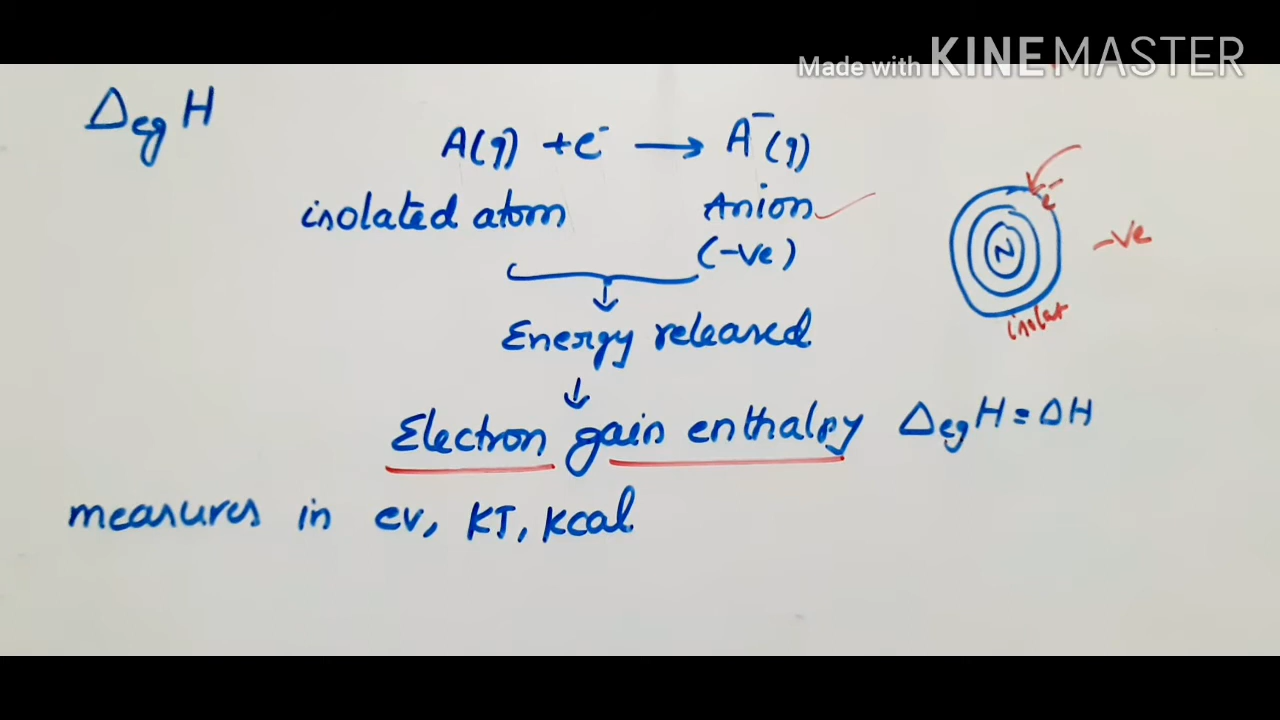 Made with KINEMASTER
ΔegH
A(g) + e⁻ → A⁻(g)
isolated atom Anion ✓
(-ve)
↓
Energy released
↓
Electron gain enthalpy ΔegH = ΔH
measures in ev, KJ, Kcal
e⁻
N
-ve
isolat